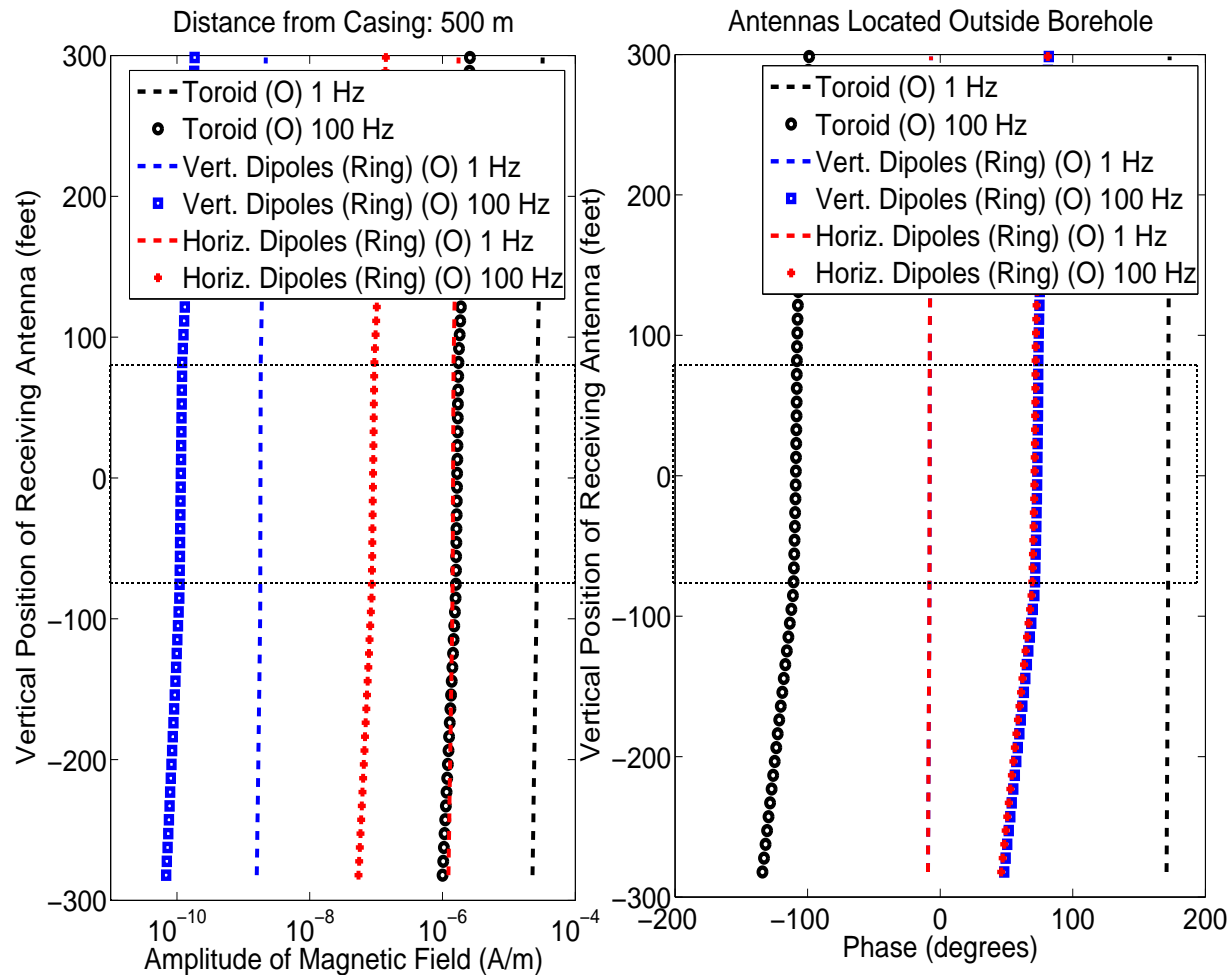 Distance from Casing: 500 m
300
200
100
0
−100
−200
−300
Vertical Position of Receiving Antenna (feet)
Toroid (O) 1 Hz
Toroid (O) 100 Hz
Vert. Dipoles (Ring) (O) 1 Hz
Vert. Dipoles (Ring) (O) 100 Hz
Horiz. Dipoles (Ring) (O) 1 Hz
Horiz. Dipoles (Ring) (O) 100 Hz
10−10
10−8
10−6
10−4
Amplitude of Magnetic Field (A/m)
Antennas Located Outside Borehole
300
200
100
0
−100
−200
−300
Vertical Position of Receiving Antenna (feet)
Toroid (O) 1 Hz
Toroid (O) 100 Hz
Vert. Dipoles (Ring) (O) 1 Hz
Vert. Dipoles (Ring) (O) 100 Hz
Horiz. Dipoles (Ring) (O) 1 Hz
Horiz. Dipoles (Ring) (O) 100 Hz
−200
−100
0
100
200
Phase (degrees)